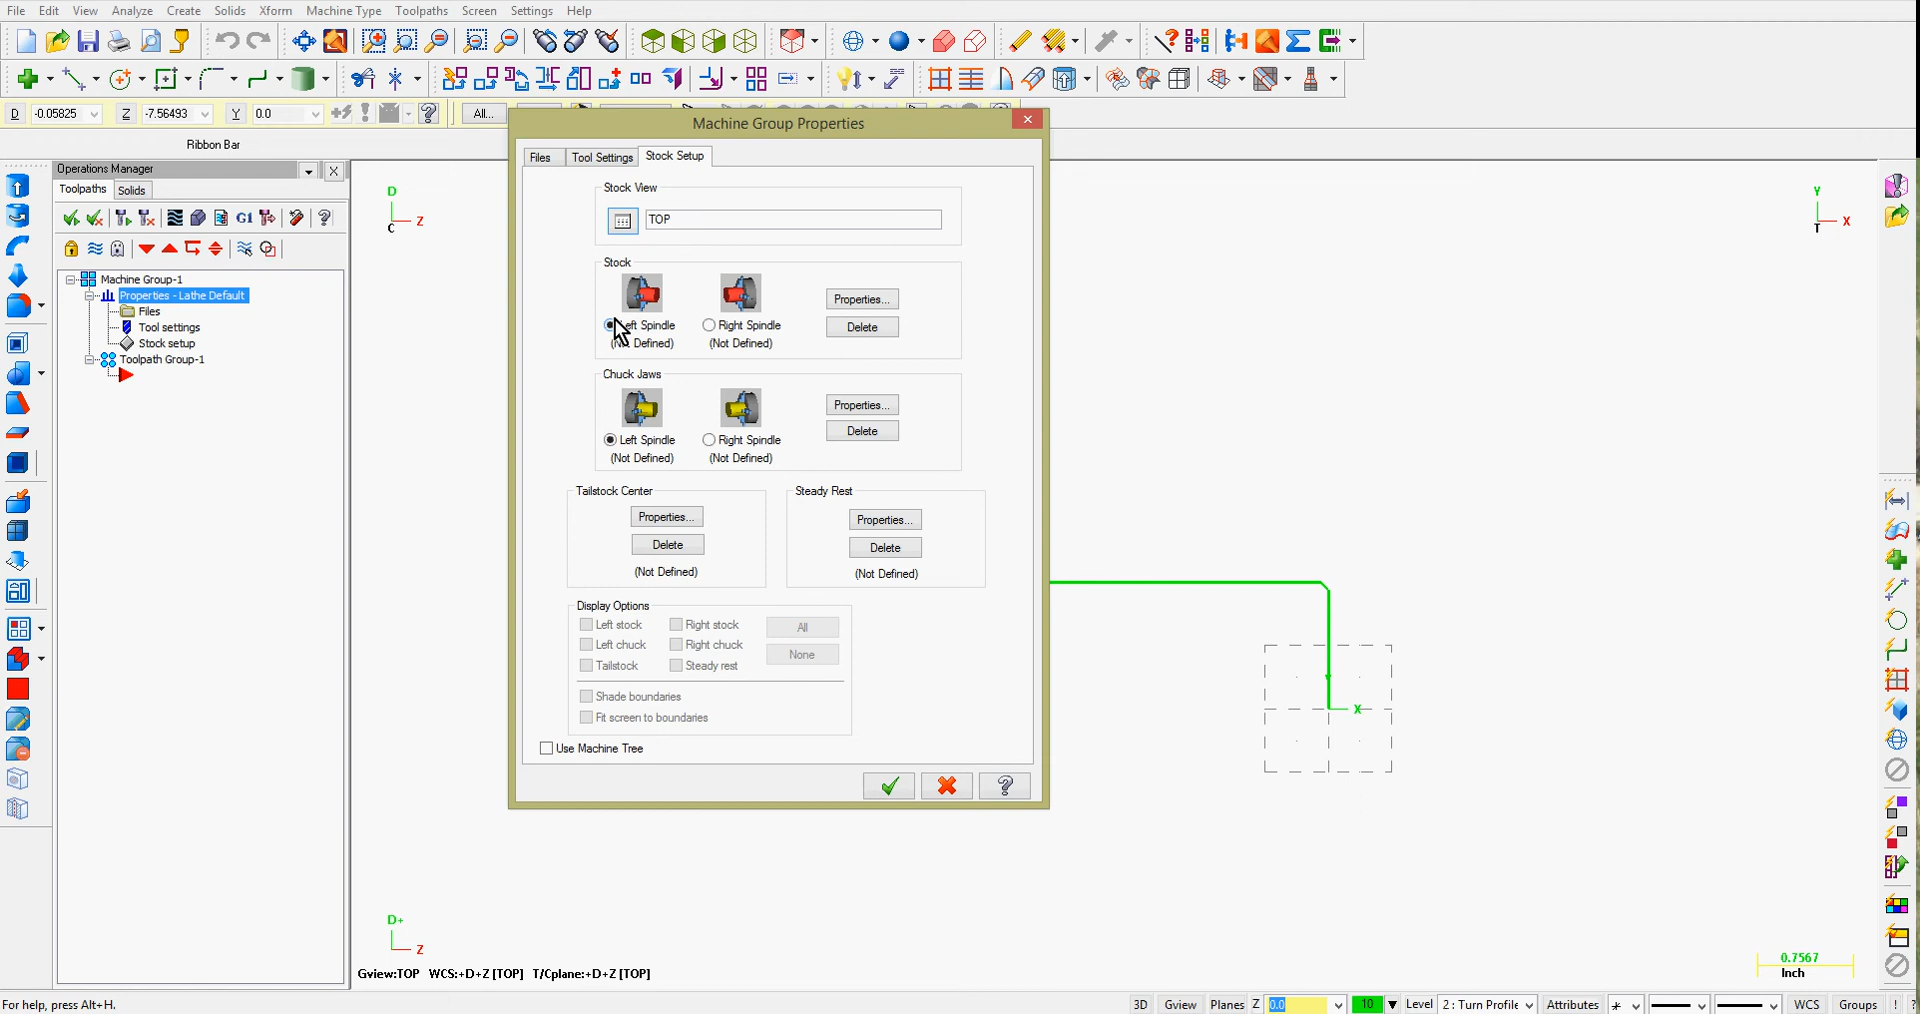 File Edit View Analyze Create Solids Xform Machine Type Toolpaths Screen Settings Help
G1
D -0.05825 Z -7.56493 Y 0.0 All...
Ribbon Bar
Operations Manager
Toolpaths Solids
Machine Group-1
Properties - Lathe Default
Files
Tool settings
Stock setup
Toolpath Group-1
Machine Group Properties
Files Tool Settings Stock Setup
Stock View
TOP
Stock
Left Spindle Right Spindle
(Not Defined) (Not Defined)
Properties...
Delete
Chuck Jaws
Left Spindle Right Spindle
(Not Defined) (Not Defined)
Properties...
Delete
Tailstock Center
Properties...
Delete
(Not Defined)
Steady Rest
Properties...
Delete
(Not Defined)
Display Options
Left stock Right stock All
Left chuck Right chuck
None
Tailstock Steady rest
Shade boundaries
Fit screen to boundaries
Use Machine Tree
D
Z
C
Y
X
T
X
D+
Z
Gview:TOP WCS:+D+Z [TOP] T/Cplane:+D+Z [TOP]
0.7567
Inch
For help, press Alt+H.
3D Gview Planes Z 0.0 10 Level 2 : Turn Profile Attributes WCS Groups ! ?